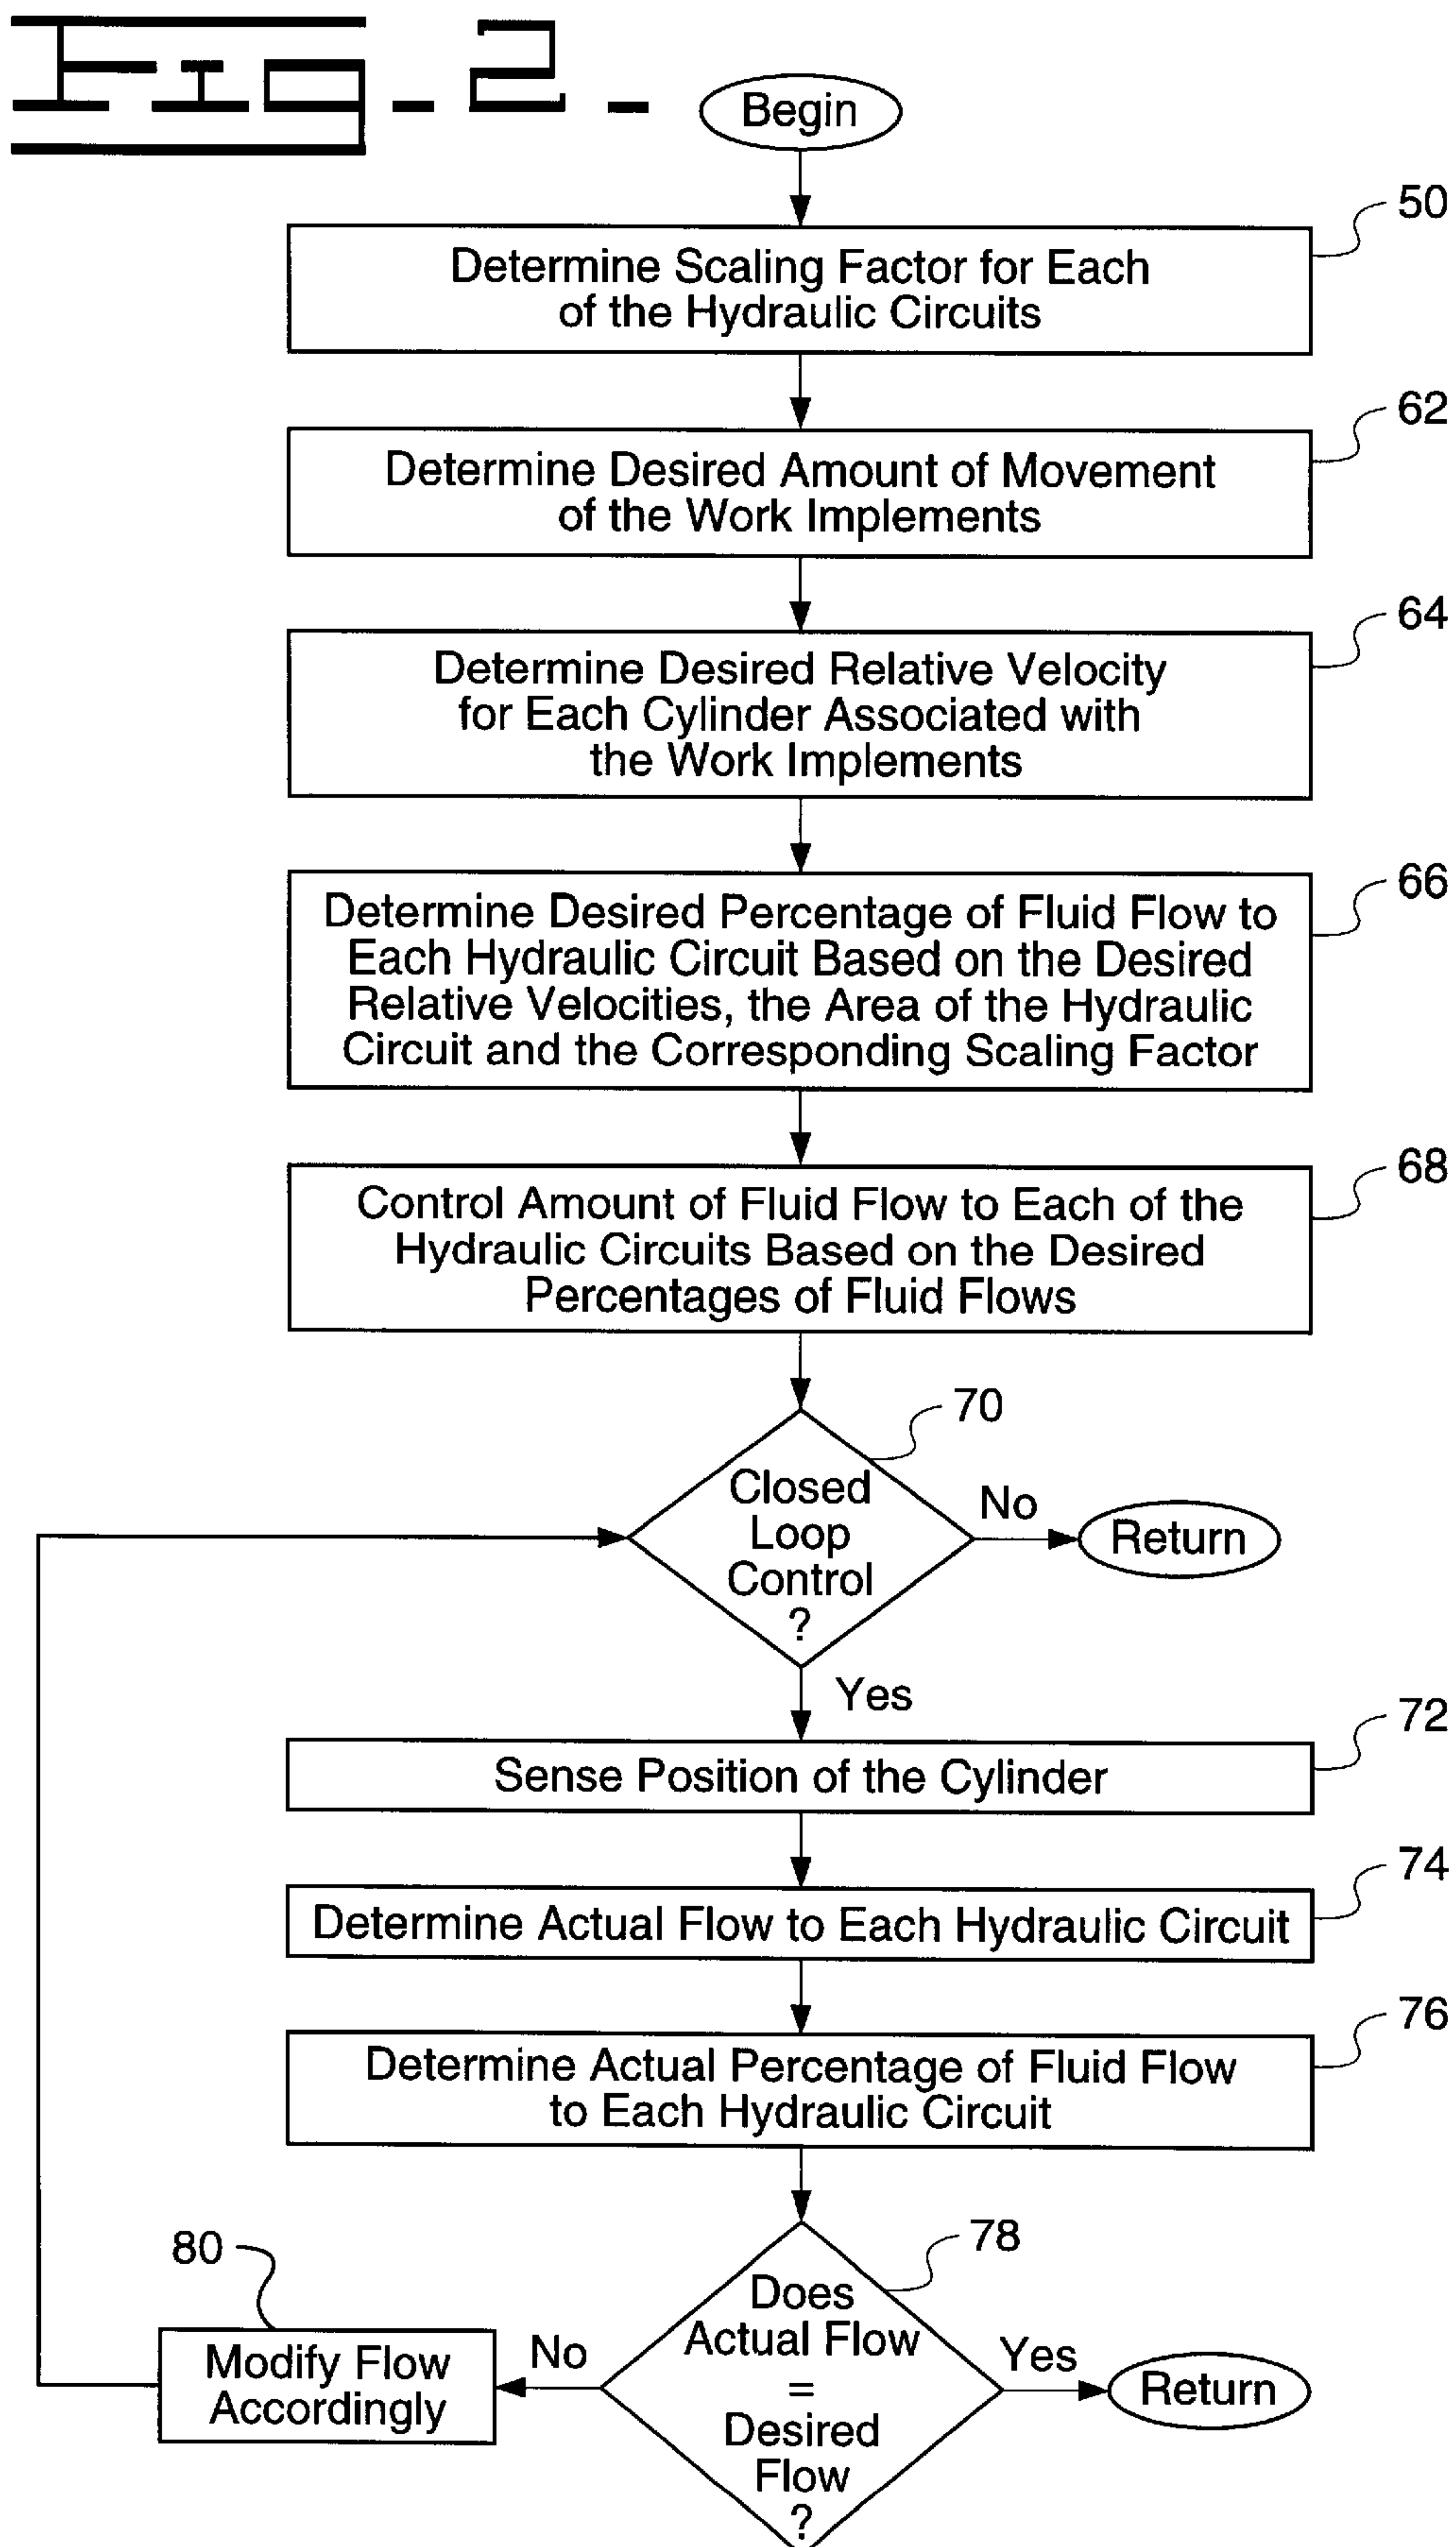 Fig-2-
Begin
50
Determine Scaling Factor for Each
of the Hydraulic Circuits
62
Determine Desired Amount of Movement
of the Work Implements
64
Determine Desired Relative Velocity
for Each Cylinder Associated with
the Work Implements
66
Determine Desired Percentage of Fluid Flow to
Each Hydraulic Circuit Based on the Desired
Relative Velocities, the Area of the Hydraulic
Circuit and the Corresponding Scaling Factor
68
Control Amount of Fluid Flow to Each of the
Hydraulic Circuits Based on the Desired
Percentages of Fluid Flows
70
Closed
Loop
Control
?
No
Return
Yes
72
Sense Position of the Cylinder
74
Determine Actual Flow to Each Hydraulic Circuit
76
Determine Actual Percentage of Fluid Flow
to Each Hydraulic Circuit
78
Does
Actual Flow
=
Desired
Flow
?
Yes
Return
No
80
Modify Flow
Accordingly